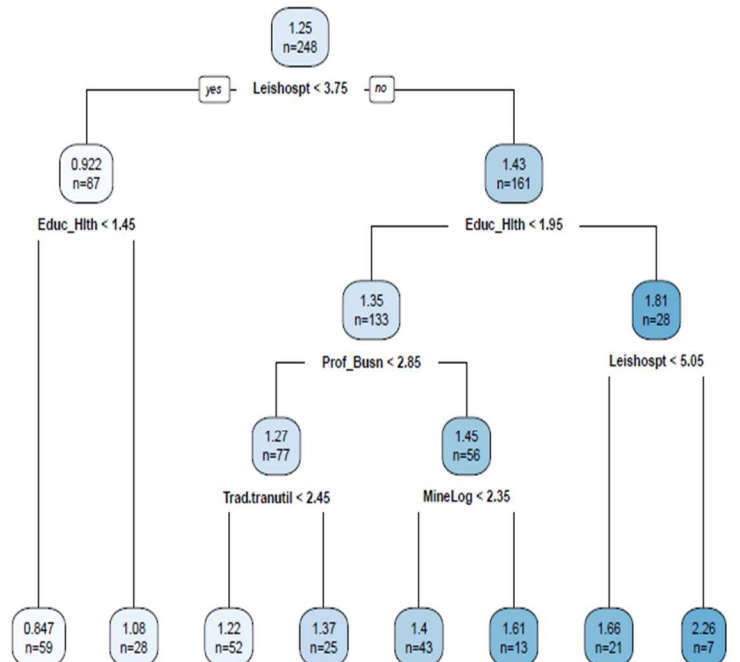 1.25
n=248
yes Leishospt < 3.75 no
0.922
n=87
1.43
n=161
Educ_Hlth < 1.45
Educ_Hlth < 1.95
1.35
n=133
1.81
n=28
Prof_Busn < 2.85
Leishospt < 5.05
1.27
n=77
1.45
n=56
Trad.tranutil < 2.45
MineLog < 2.35
0.847
n=59
1.08
n=28
1.22
n=52
1.37
n=25
1.4
n=43
1.61
n=13
1.66
n=21
2.26
n=7